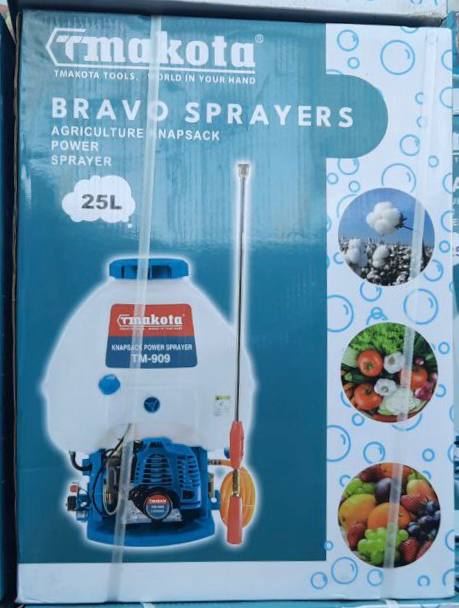 Tmakota®
TMAKOTA TOOLS, WORLD IN YOUR HAND
BRAVO SPRAYERS
AGRICULTURE KNAPSACK
POWER
SPRAYER
25L
Tmakota®
KNAPSACK POWER SPRAYER
TM-909
Tmakota